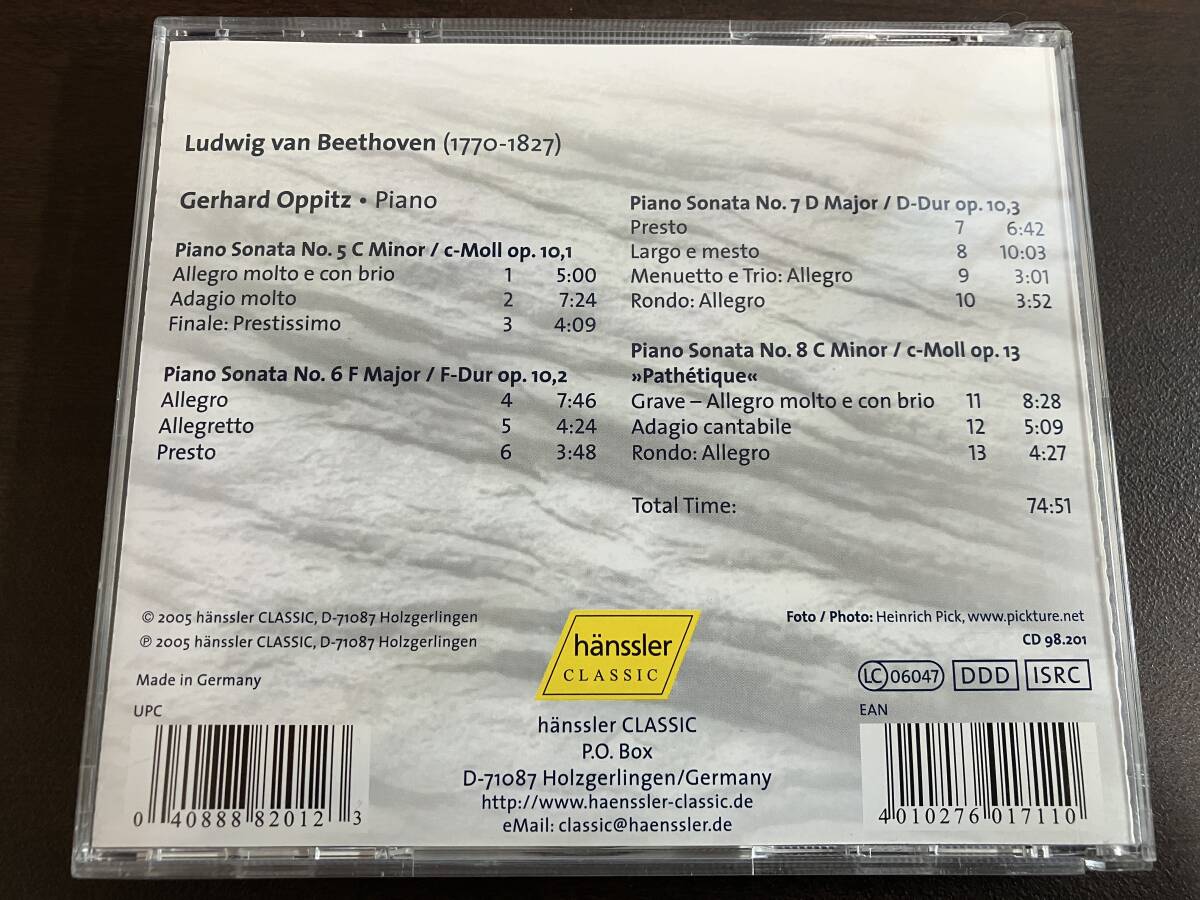 Ludwig van Beethoven (1770-1827)
Gerhard Oppitz • Piano
Piano Sonata No. 5 C Minor / c-Moll op. 10,1
Allegro molto e con brio 1 5:00
Adagio molto 2 7:24
Finale: Prestissimo 3 4:09
Piano Sonata No. 6 F Major / F-Dur op. 10,2
Allegro 4 7:46
Allegretto 5 4:24
Presto 6 3:48
Piano Sonata No. 7 D Major / D-Dur op. 10,3
Presto 7 6:42
Largo e mesto 8 10:03
Menuetto e Trio: Allegro 9 3:01
Rondo: Allegro 10 3:52
Piano Sonata No. 8 C Minor / c-Moll op. 13
»Pathétique«
Grave – Allegro molto e con brio 11 8:28
Adagio cantabile 12 5:09
Rondo: Allegro 13 4:27
Total Time: 74:51
© 2005 hänssler CLASSIC, D-71087 Holzgerlingen
℗ 2005 hänssler CLASSIC, D-71087 Holzgerlingen
Made in Germany
UPC
0 40888 82012 3
hänssler
CLASSIC
hänssler CLASSIC
P.O. Box
D-71087 Holzgerlingen/Germany
http://www.haenssler-classic.de
eMail: classic@haenssler.de
Foto / Photo: Heinrich Pick, www.pickture.net
CD 98.201
LC 06047 DDD ISRC
EAN
4 010276 017110